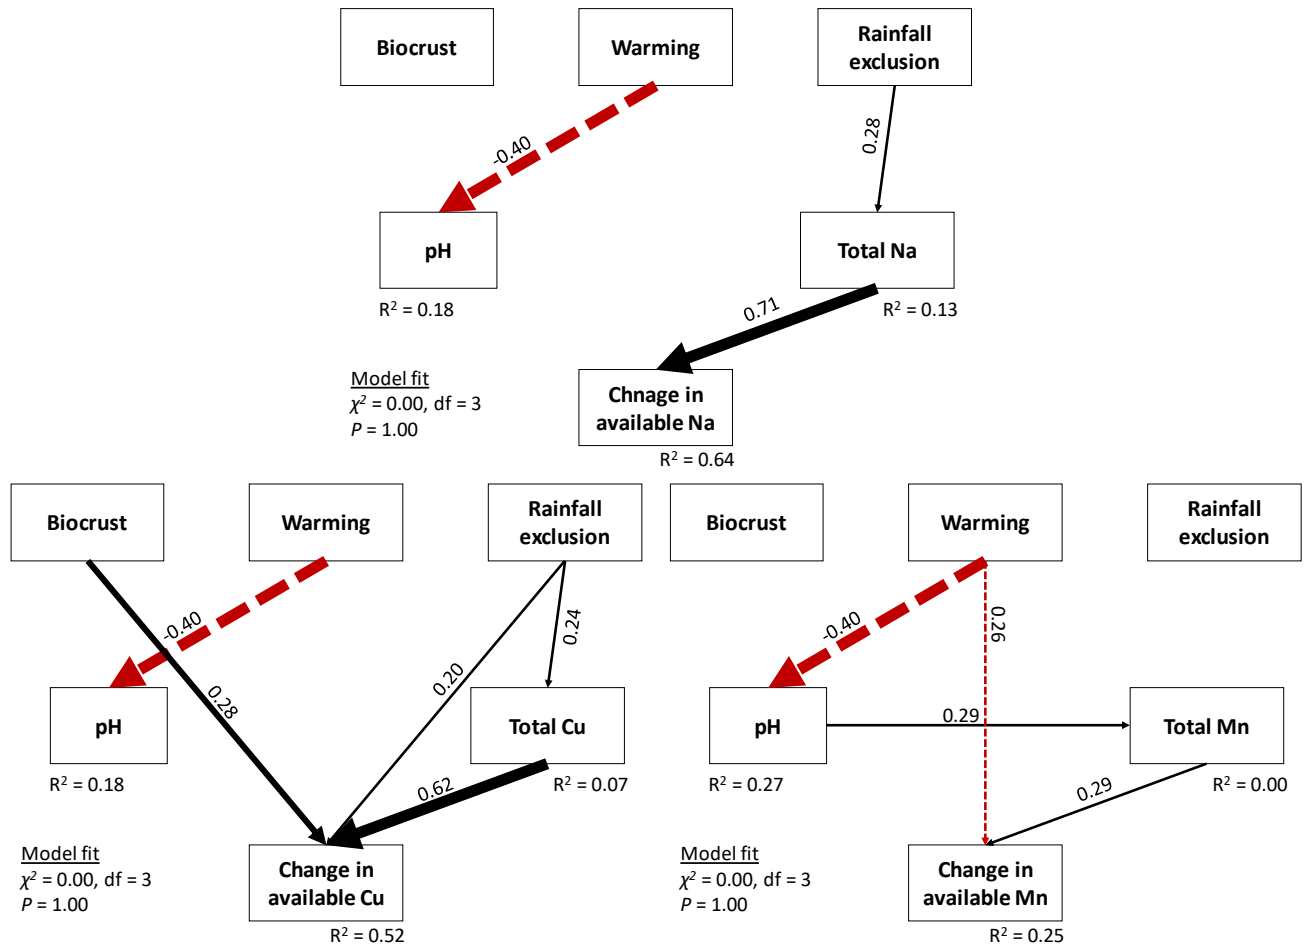 Biocrust
Warming
Rainfall
exclusion
-0.40
0.28
pH
Total Na
R² = 0.18
0.71
R² = 0.13
Model fit
χ² = 0.00, df = 3
P = 1.00
Chnage in
available Na
R² = 0.64
Biocrust
Warming
Rainfall
exclusion
-0.40
0.24
0.20
0.28
pH
Total Cu
R² = 0.18
0.62
R² = 0.07
Model fit
χ² = 0.00, df = 3
P = 1.00
Change in
available Cu
R² = 0.52
Biocrust
Warming
Rainfall
exclusion
-0.40
0.26
pH
0.29
Total Mn
R² = 0.27
0.29
R² = 0.00
Model fit
χ² = 0.00, df = 3
P = 1.00
Change in
available Mn
R² = 0.25